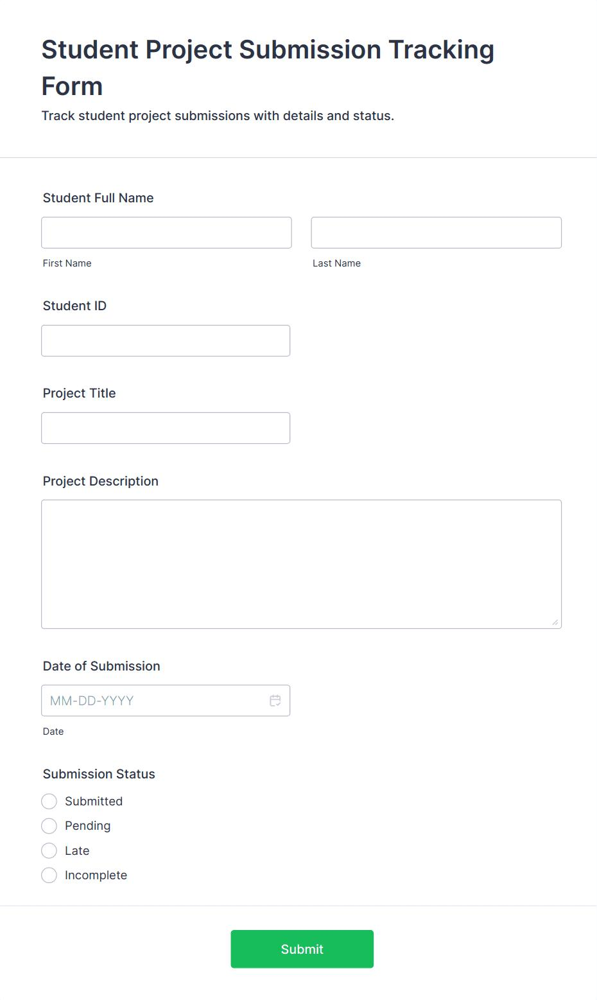 Student Project Submission Tracking
Form
Track student project submissions with details and status.
Student Full Name
First Name
Last Name
Student ID
Project Title
Project Description
Date of Submission
MM-DD-YYYY
Date
Submission Status
Submitted
Pending
Late
Incomplete
Submit